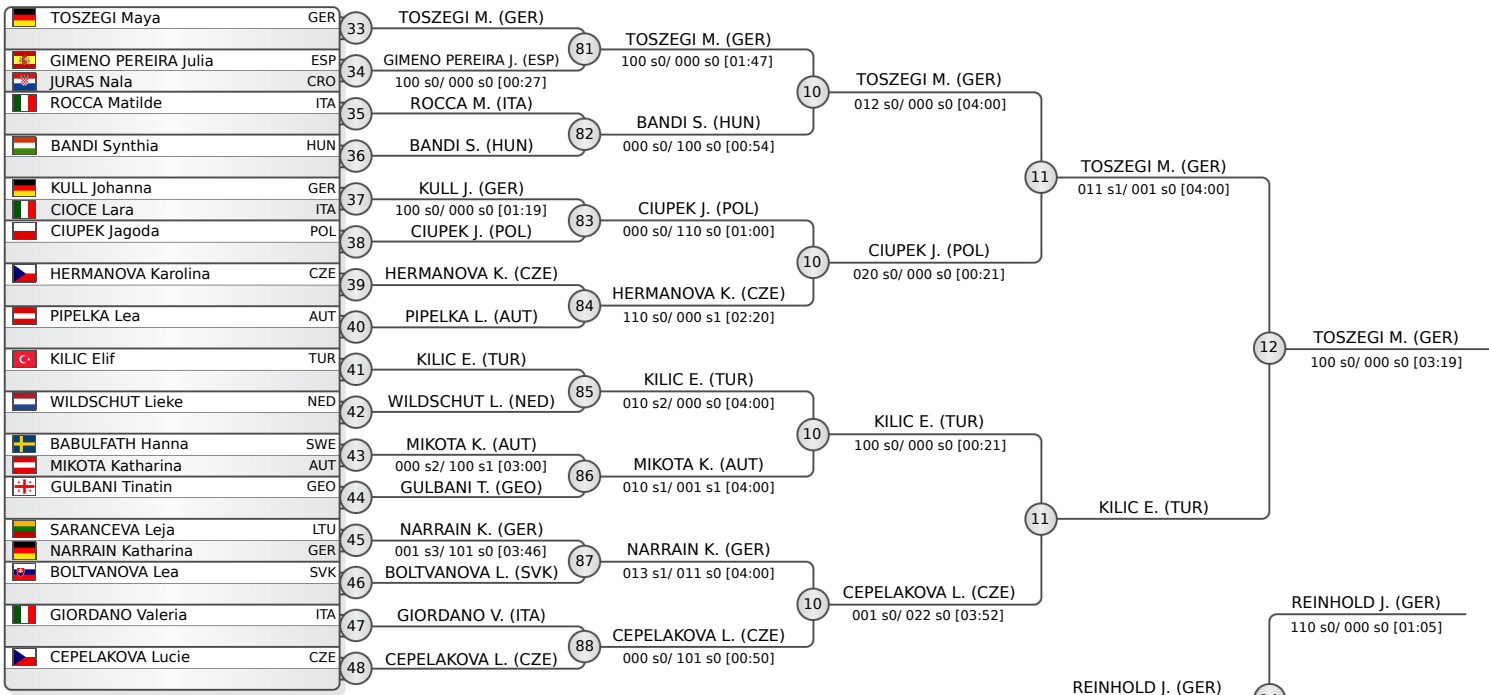 TOSZEGI Maya GER
GIMENO PEREIRA Julia ESP
JURAS Nala CRO
ROCCA Matilde ITA
BANDI Synthia HUN
KULL Johanna GER
CIOCE Lara ITA
CIUPEK Jagoda POL
HERMANOVA Karolina CZE
PIPELKA Lea AUT
KILIC Elif TUR
WILDSCHUT Lieke NED
BABULFATH Hanna SWE
MIKOTA Katharina AUT
GULBANI Tinatin GEO
SARANCEVA Leja LTU
NARRAIN Katharina GER
BOLTVANOVA Lea SVK
GIORDANO Valeria ITA
CEPELAKOVA Lucie CZE
33
34
35
36
37
38
39
40
41
42
43
44
45
46
47
48
TOSZEGI M. (GER)
GIMENO PEREIRA J. (ESP)
100 s0/ 000 s0 [00:27]
ROCCA M. (ITA)
BANDI S. (HUN)
KULL J. (GER)
100 s0/ 000 s0 [01:19]
CIUPEK J. (POL)
HERMANOVA K. (CZE)
PIPELKA L. (AUT)
KILIC E. (TUR)
WILDSCHUT L. (NED)
MIKOTA K. (AUT)
000 s2/ 100 s1 [03:00]
GULBANI T. (GEO)
NARRAIN K. (GER)
001 s3/ 101 s0 [03:46]
BOLTVANOVA L. (SVK)
GIORDANO V. (ITA)
CEPELAKOVA L. (CZE)
81
82
83
84
85
86
87
88
TOSZEGI M. (GER)
100 s0/ 000 s0 [01:47]
BANDI S. (HUN)
000 s0/ 100 s0 [00:54]
CIUPEK J. (POL)
000 s0/ 110 s0 [01:00]
HERMANOVA K. (CZE)
110 s0/ 000 s1 [02:20]
KILIC E. (TUR)
010 s2/ 000 s0 [04:00]
MIKOTA K. (AUT)
010 s1/ 001 s1 [04:00]
NARRAIN K. (GER)
013 s1/ 011 s0 [04:00]
CEPELAKOVA L. (CZE)
000 s0/ 101 s0 [00:50]
10
10
10
10
TOSZEGI M. (GER)
012 s0/ 000 s0 [04:00]
CIUPEK J. (POL)
020 s0/ 000 s0 [00:21]
KILIC E. (TUR)
100 s0/ 000 s0 [00:21]
CEPELAKOVA L. (CZE)
001 s0/ 022 s0 [03:52]
11
11
TOSZEGI M. (GER)
011 s1/ 001 s0 [04:00]
KILIC E. (TUR)
12
TOSZEGI M. (GER)
100 s0/ 000 s0 [03:19]
REINHOLD J. (GER)
110 s0/ 000 s0 [01:05]
REINHOLD J. (GER)